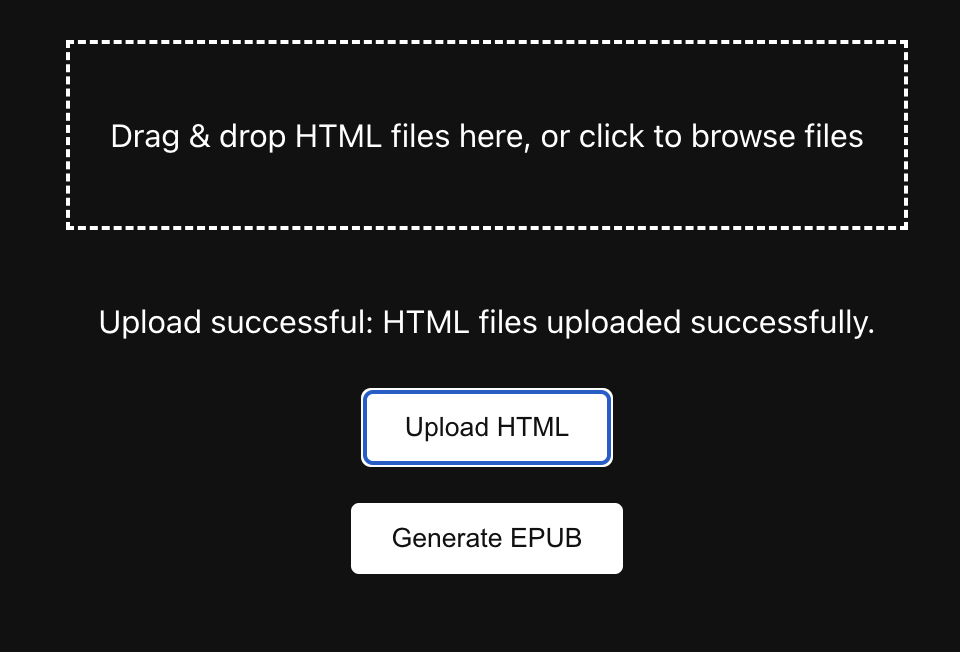 Drag & drop HTML files here, or click to browse files
Upload successful: HTML files uploaded successfully.
Upload HTML
Generate EPUB